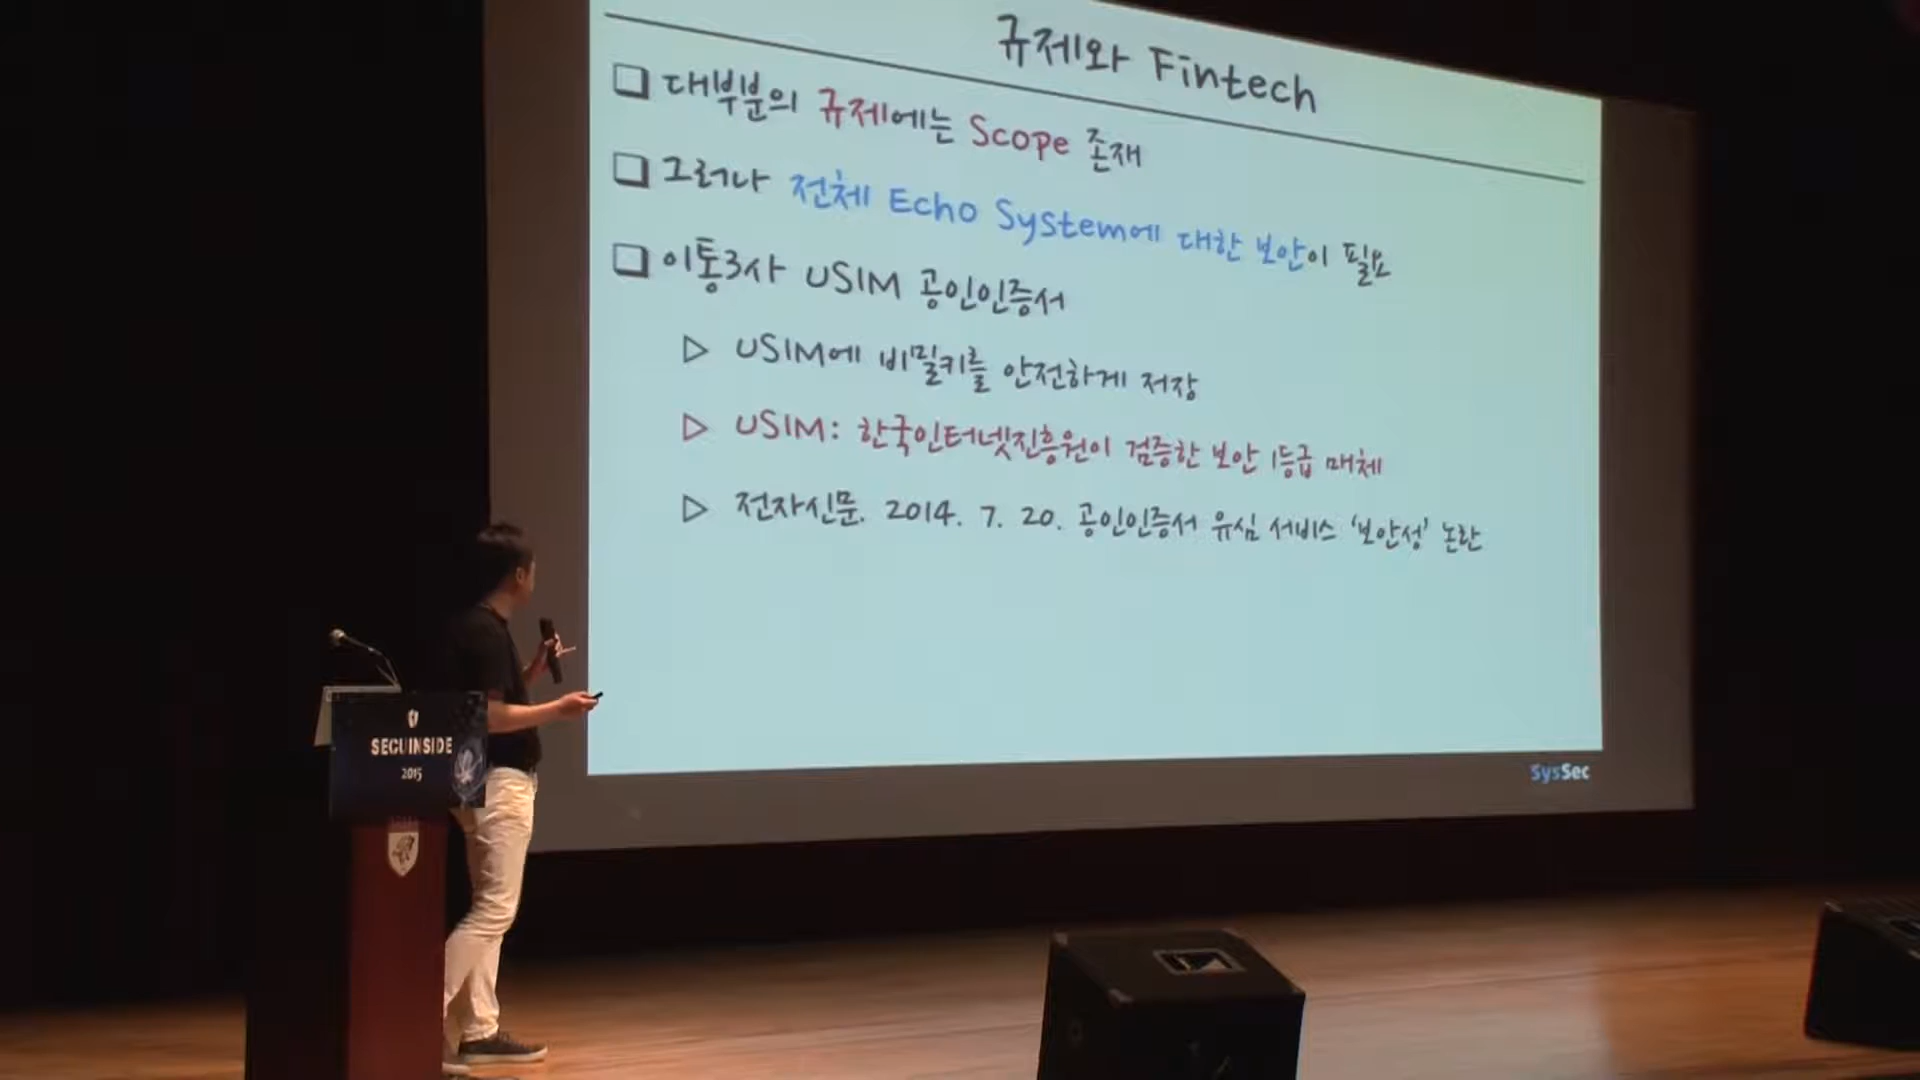 규제와 Fintech
대부분의 규제에는 Scope 존재
그러나 전체 Echo System에 대한 보안이 필요
이통3사 USIM 공인인증서
USIM에 비밀키를 안전하게 저장
USIM: 한국인터넷진흥원이 검증한 보안 1등급 매체
전자신문. 2014. 7. 20. 공인인증서 유심 서비스 '보안성' 논란
SysSec
SECUINSIDE
2015